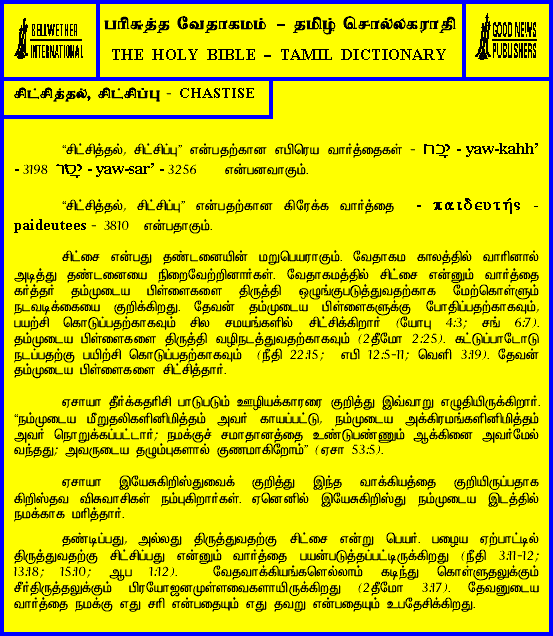 BELLWETHER
INTERNATIONAL
பரிசுத்த வேதாகமம் – தமிழ் சொல்லகராதி
THE HOLY BIBLE – TAMIL DICTIONARY
GOOD NEWS
PUBLISHERS
சிட்சித்தல், சிட்சிப்பு - CHASTISE
“சிட்சித்தல், சிட்சிப்பு” என்பதற்கான எபிரெய வார்த்தைகள் - יָכַח - yaw-kahh’
- 3198 יָסַר - yaw-sar’ - 3256 என்பனவாகும்.
“சிட்சித்தல், சிட்சிப்பு” என்பதற்கான கிரேக்க வார்த்தை - παιδευτής -
paideutees - 3810 என்பதாகும்.
சிட்சை என்பது தண்டனையின் மறுபெயராகும். வேதாகம காலத்தில் வாரினால்
அடித்து தண்டனையை நிறைவேற்றினார்கள். வேதாகமத்தில் சிட்சை என்னும் வார்த்தை
கர்த்தர் தம்முடைய பிள்ளைகளை திருத்தி ஒழுங்குபடுத்துவதற்காக மேற்கொள்ளும்
நடவடிக்கையை குறிக்கிறது. தேவன் தம்முடைய பிள்ளைகளுக்கு போதிப்பதற்காகவும்,
பயற்சி கொடுப்பதற்காகவும் சில சமயங்களில் சிட்சிக்கிறார் (யோபு 4:3; சங் 6:7).
தம்முடைய பிள்ளைகளை திருத்தி வழிநடத்துவதற்காகவும் (2தீமோ 2:25). கட்டுப்பாடோடு
நடப்பதற்கு பயிற்சி கொடுப்பதற்காகவும் (நீதி 22:15; எபி 12:5-11; வெளி 3:19). தேவன்
தம்முடைய பிள்ளைகளை சிட்சித்தார்.
ஏசாயா தீர்க்கதரிசி பாடுபடும் ஊழியக்காரரை குறித்து இவ்வாறு எழுதியிருக்கிறார்.
“நம்முடைய மீறுதலிகளினிமித்தம் அவர் காயப்பட்டு, நம்முடைய அக்கிரமங்களினிமித்தம்
அவர் நொறுக்கப்பட்டார்; நமக்குச் சமாதானத்தை உண்டுபண்ணும் ஆக்கினை அவர்மேல்
வந்தது; அவருடைய தழும்புகளால் குணமாகிறோம்” (ஏசா 53:5).
ஏசாயா இயேசுகிறிஸ்துவைக் குறித்து இந்த வாக்கியத்தை குறியிருப்பதாக
கிறிஸ்தவ விசுவாசிகள் நம்புகிறார்கள். ஏனெனில் இயேசுகிறிஸ்து நம்முடைய இடத்தில்
நமக்காக மரித்தார்.
தண்டிப்பது, அல்லது திருத்துவதற்கு சிட்சை என்று பெயர். பழைய ஏற்பாட்டில்
திருத்துவதற்கு சிட்சிப்பது என்னும் வார்த்தை பயன்படுத்தப்பட்டிருக்கிறது (நீதி 3:11-12;
13:18; 15:10; ஆப 1:12). வேதவாக்கியங்களெல்லாம் கடிந்து கொள்ளுதலுக்கும்
சீர்திருத்தலுக்கும் பிரயோஜனமுள்ளவைகளாயிருக்கிறது (2தீமோ 3:17). தேவனுடைய
வார்த்தை நமக்கு எது சரி என்பதையும் எது தவறு என்பதையும் உபதேசிக்கிறது.